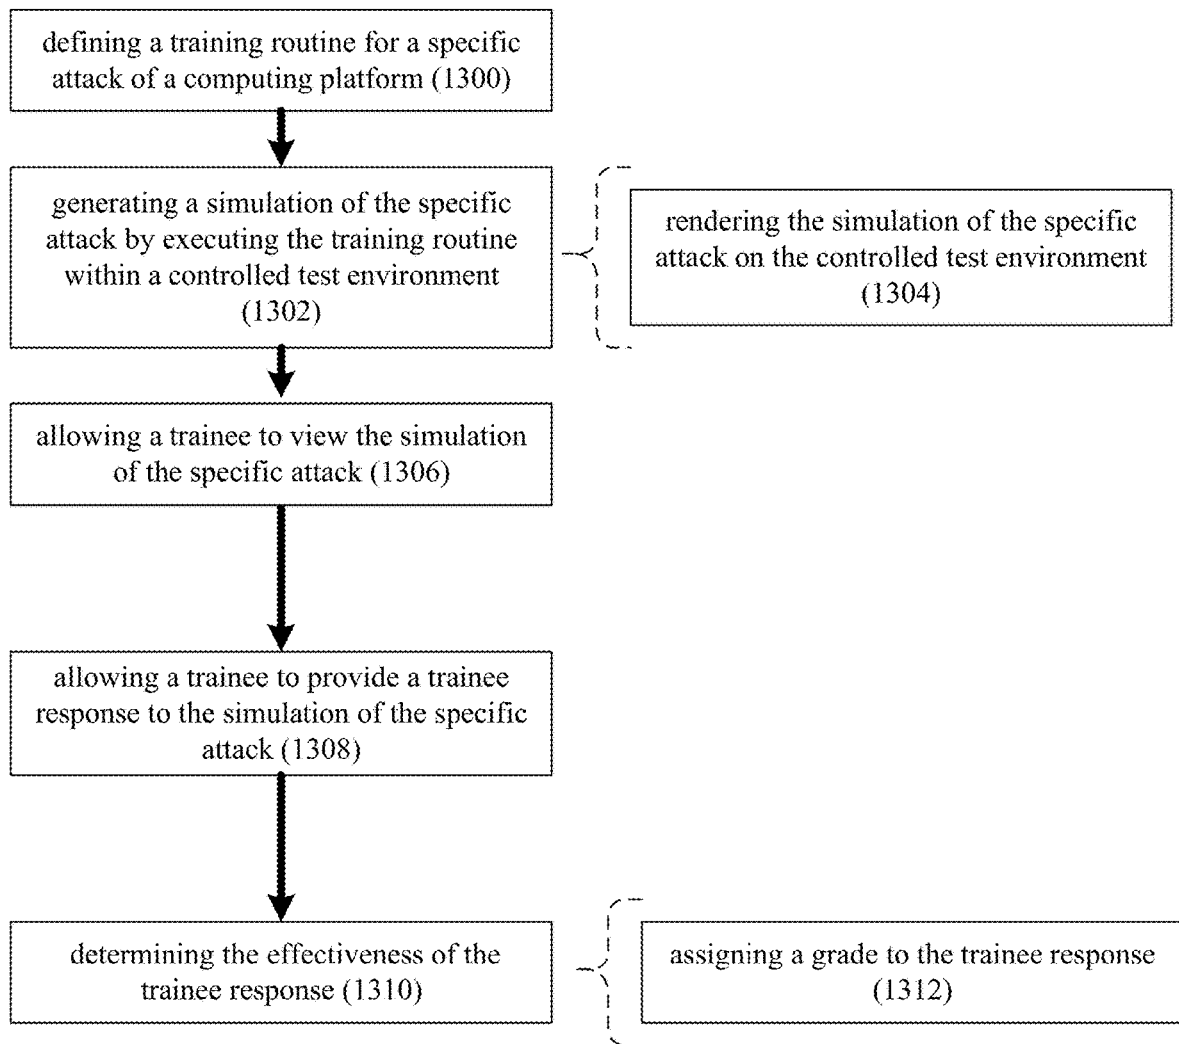 defining a training routine for a specific
attack of a computing platform (1300)
generating a simulation of the specific
attack by executing the training routine
within a controlled test environment
(1302)
rendering the simulation of the specific
attack on the controlled test environment
(1304)
allowing a trainee to view the simulation
of the specific attack (1306)
allowing a trainee to provide a trainee
response to the simulation of the specific
attack (1308)
determining the effectiveness of the
trainee response (1310)
assigning a grade to the trainee response
(1312)